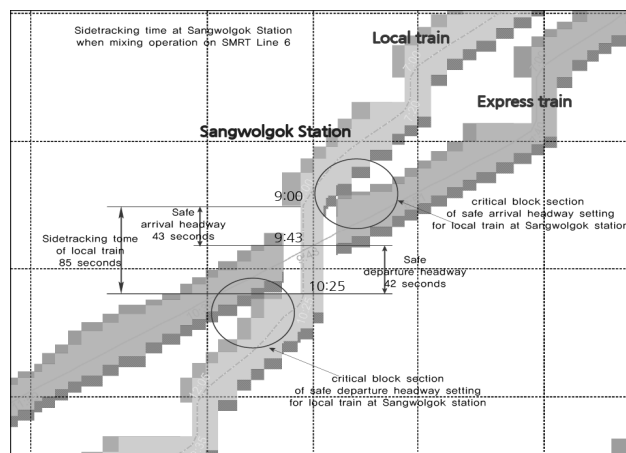 Sidetracking time at Sangwolgok Station
when mixing operation on SMRT Line 6
Local train
Express train
Sangwolgok Station
9:00
critical block section
of safe arrival headway setting
for local train at Sangwolgok station
Safe
arrival headway
43 seconds
Sidetracking tome
of local train
85 seconds
9:43
9:43
Safe
departure headway
42 seconds
10:25
critical block section
of safe departure headway setting
for local train at Sangwolgok station